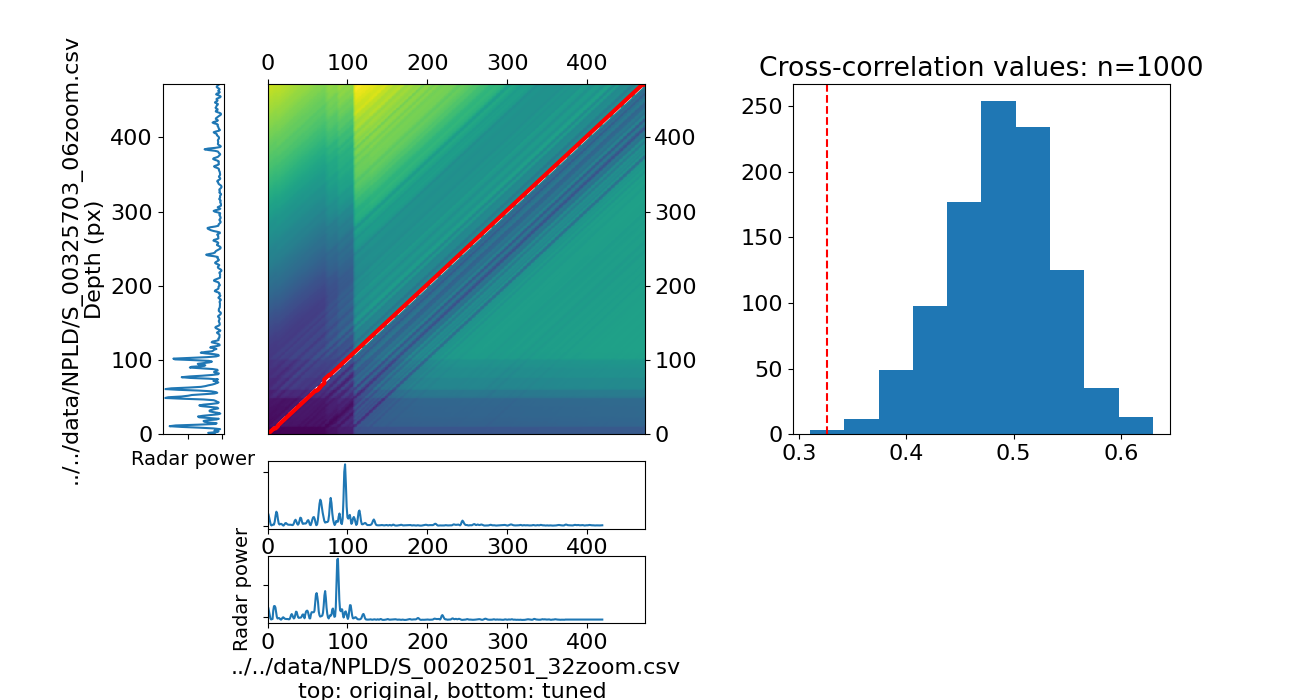 ../../data/NPLD/S_00325703_06zoom.csv
Depth (px)
0 100 200 300 400
Radar power
0 100 200 300 400
0 100 200 300 400
Cross-correlation values: n=1000
0 50 100 150 200 250
0.3 0.4 0.5 0.6
0 100 200 300 400
Radar power
0 100 200 300 400
../../data/NPLD/S_00202501_32zoom.csv
top: original, bottom: tuned